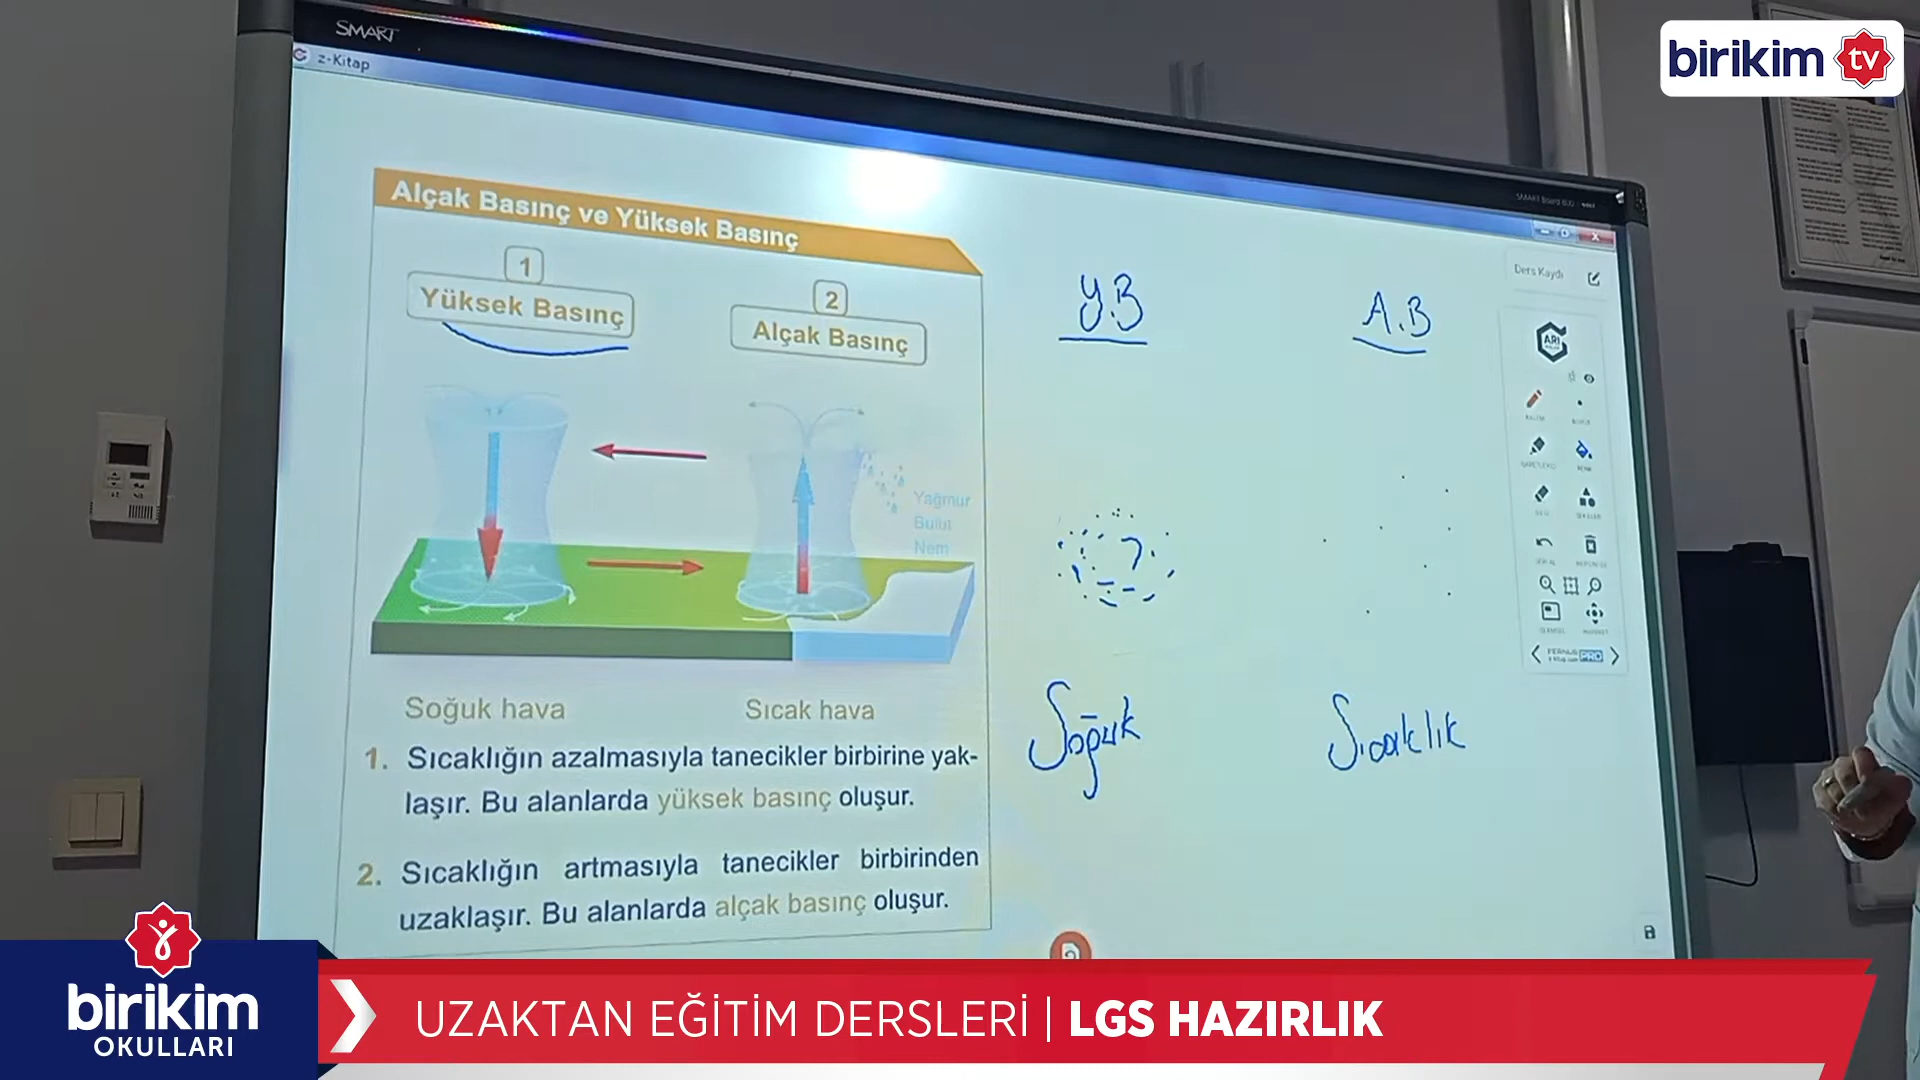 SMART
birikim tv
z-Kitap
Alçak Basınç ve Yüksek Basınç
1
Yüksek Basınç
2
Alçak Basınç
Y.B
A.B
Ders Kaydı
ARI
Yağmur
Bulut
Nem
Soğuk hava
Sıcak hava
Soğuk
Sıcaklık
1. Sıcaklığın azalmasıyla tanecikler birbirine yak-
laşır. Bu alanlarda yüksek basınç oluşur.
2. Sıcaklığın artmasıyla tanecikler birbirinden
uzaklaşır. Bu alanlarda alçak basınç oluşur.
PRO
birikim
OKULLARI
UZAKTAN EĞİTİM DERSLERİ | LGS HAZIRLIK